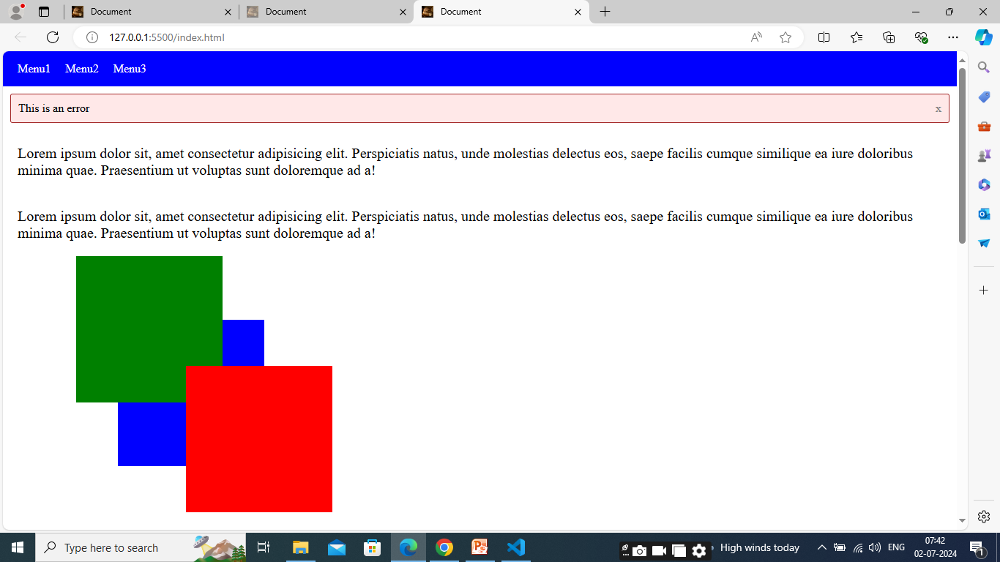 Document
Document
Document
127.0.0.1:5500/index.html
Menu1 Menu2 Menu3
This is an error x
Lorem ipsum dolor sit, amet consectetur adipisicing elit. Perspiciatis natus, unde molestias delectus eos, saepe facilis cumque similique ea iure doloribus
minima quae. Praesentium ut voluptas sunt doloremque ad a!
Lorem ipsum dolor sit, amet consectetur adipisicing elit. Perspiciatis natus, unde molestias delectus eos, saepe facilis cumque similique ea iure doloribus
minima quae. Praesentium ut voluptas sunt doloremque ad a!
Type here to search
High winds today
ENG
07:42
02-07-2024
1